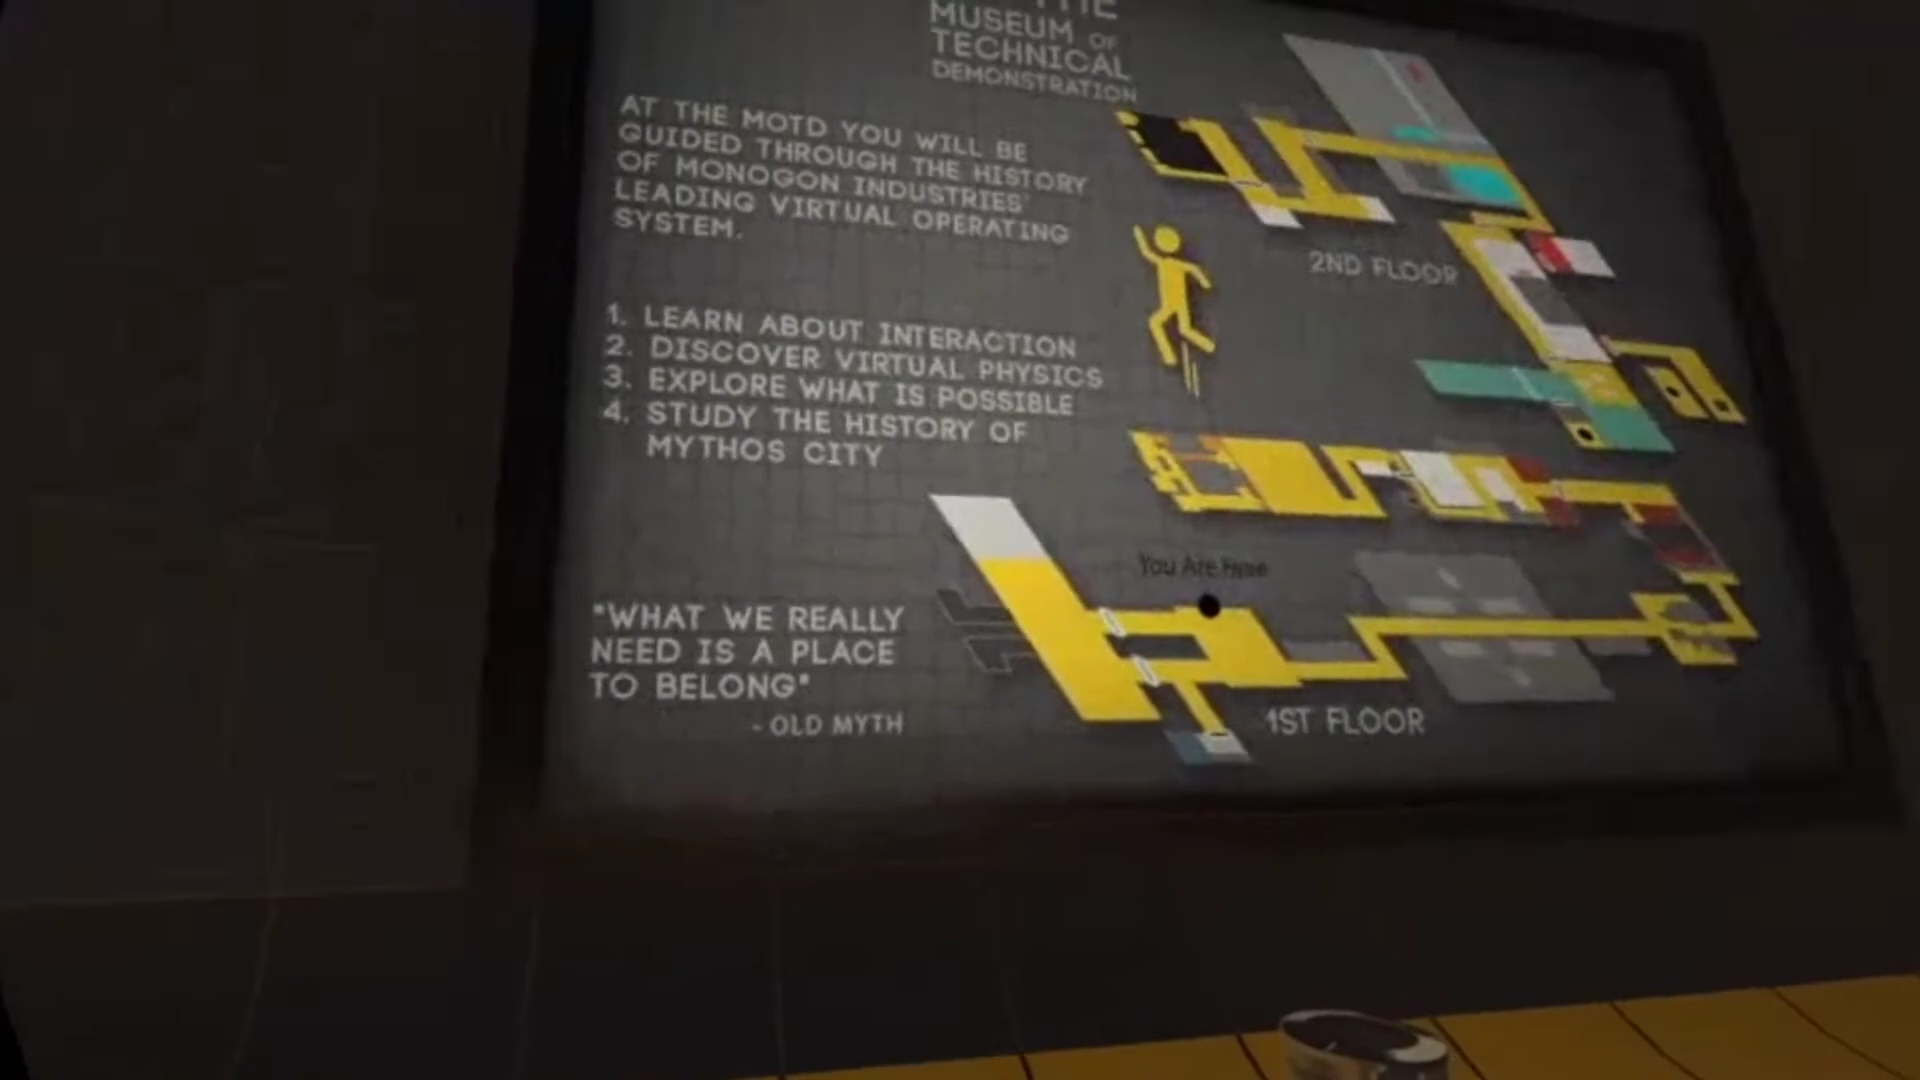 THE
MUSEUM OF
TECHNICAL
DEMONSTRATION
AT THE MOTD YOU WILL BE
GUIDED THROUGH THE HISTORY
OF MONOGON INDUSTRIES'
LEADING VIRTUAL OPERATING
SYSTEM.
1. LEARN ABOUT INTERACTION
2. DISCOVER VIRTUAL PHYSICS
3. EXPLORE WHAT IS POSSIBLE
4. STUDY THE HISTORY OF
MYTHOS CITY
"WHAT WE REALLY
NEED IS A PLACE
TO BELONG"
- OLD MYTH
2ND FLOOR
You Are Here
1ST FLOOR